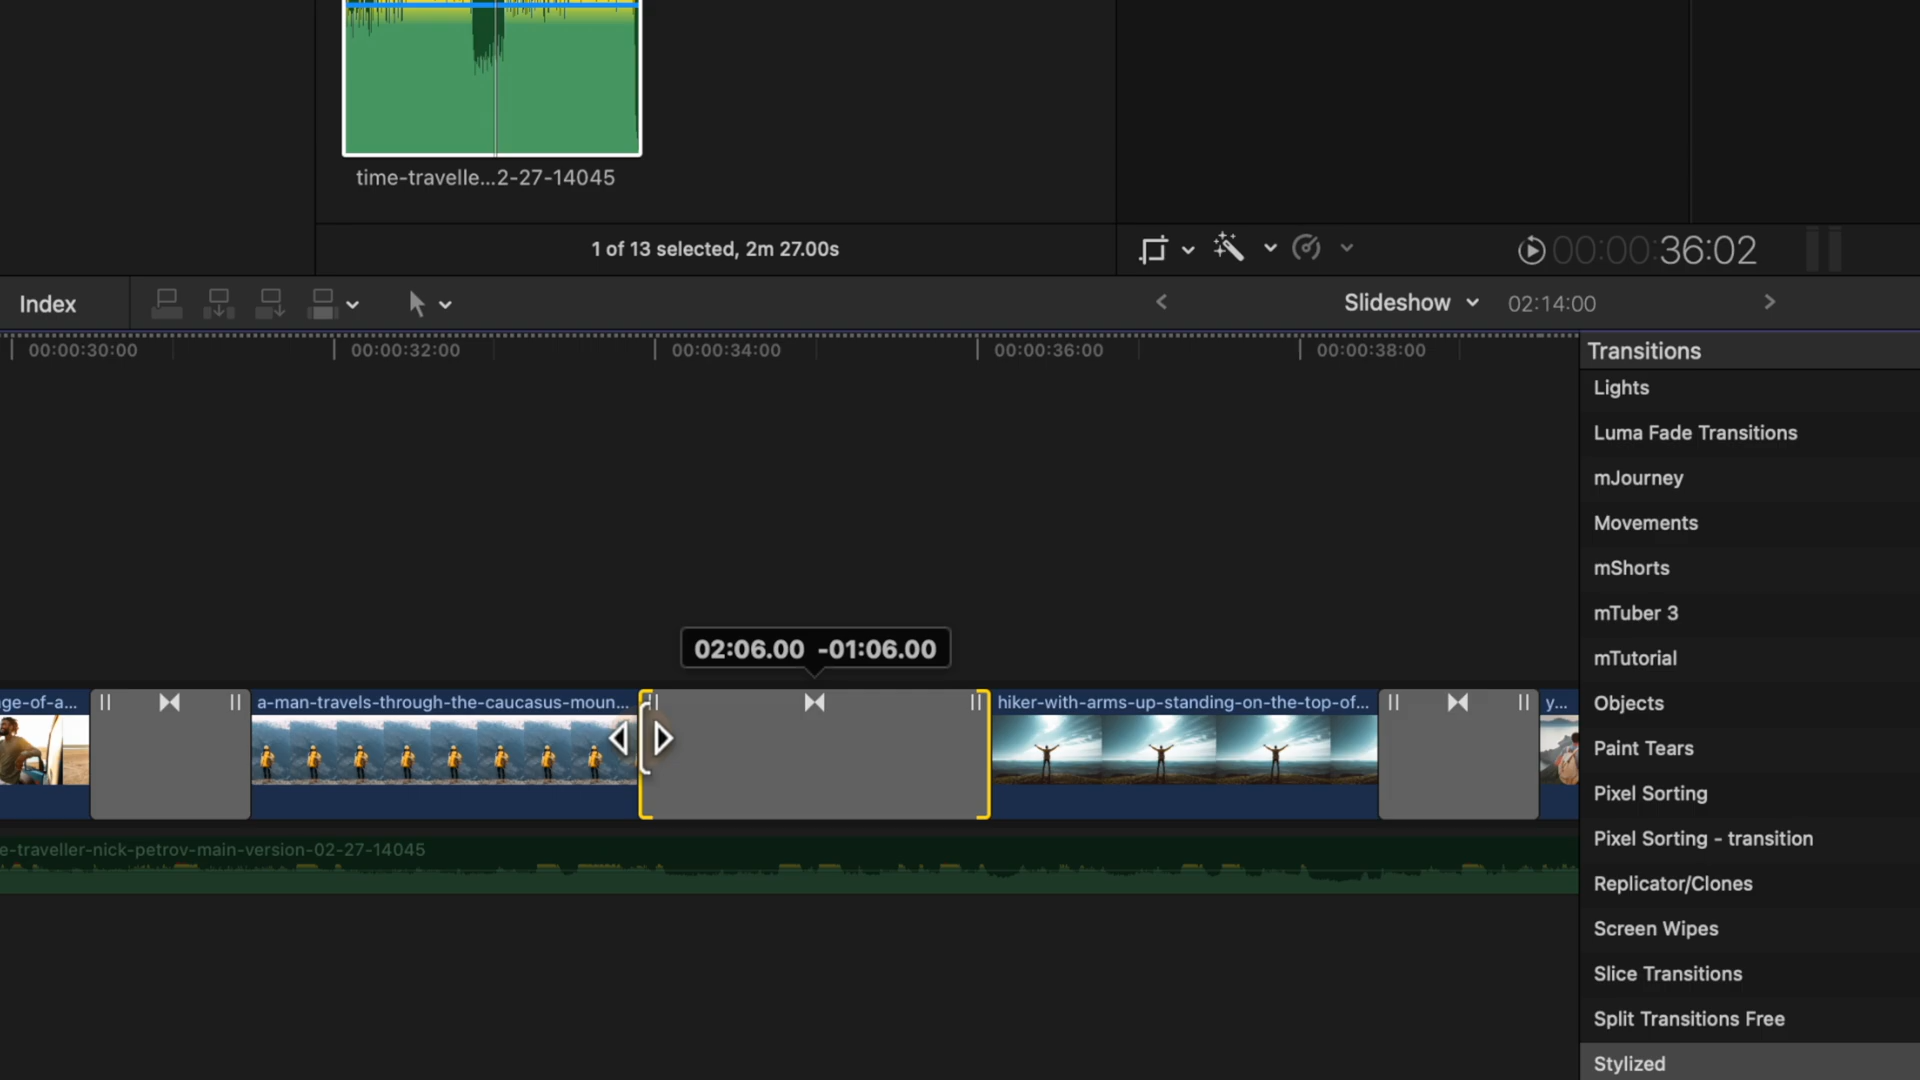 time-travelle...2-27-14045
1 of 13 selected, 2m 27.00s
00:00:36:02
Index
Slideshow
02:14:00
00:00:30:00
00:00:32:00
00:00:34:00
00:00:36:00
00:00:38:00
Transitions
Lights
Luma Fade Transitions
mJourney
Movements
mShorts
mTuber 3
mTutorial
Objects
Paint Tears
Pixel Sorting
Pixel Sorting - transition
Replicator/Clones
Screen Wipes
Slice Transitions
Split Transitions Free
Stylized
02:06.00 -01:06.00
ge-of-a...
a-man-travels-through-the-caucasus-moun...
hiker-with-arms-up-standing-on-the-top-of...
y...
e-traveller-nick-petrov-main-version-02-27-14045